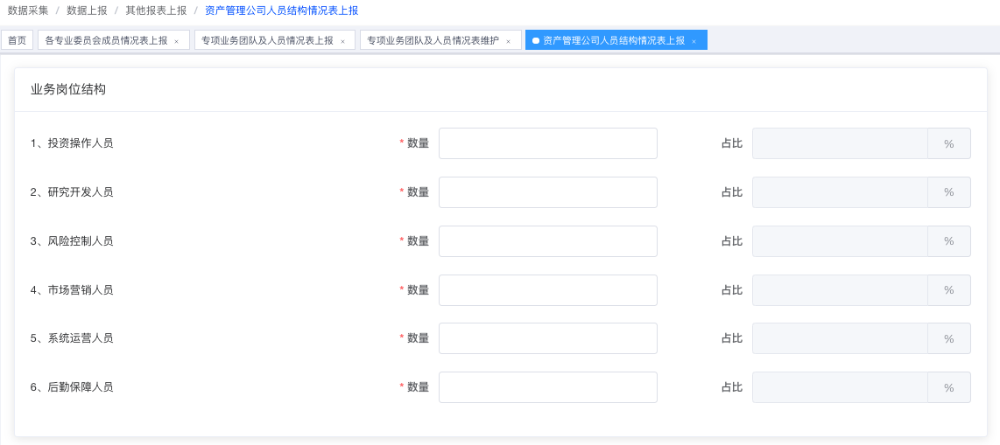 数据采集 / 数据上报 / 其他报表上报 / 资产管理公司人员结构情况表上报
首页 各专业委员会成员情况表上报 × 专项业务团队及人员情况表上报 × 专项业务团队及人员情况表维护 × 资产管理公司人员结构情况表上报 ×
业务岗位结构
1、投资操作人员 * 数量 占比 %
2、研究开发人员 * 数量 占比 %
3、风险控制人员 * 数量 占比 %
4、市场营销人员 * 数量 占比 %
5、系统运营人员 * 数量 占比 %
6、后勤保障人员 * 数量 占比 %